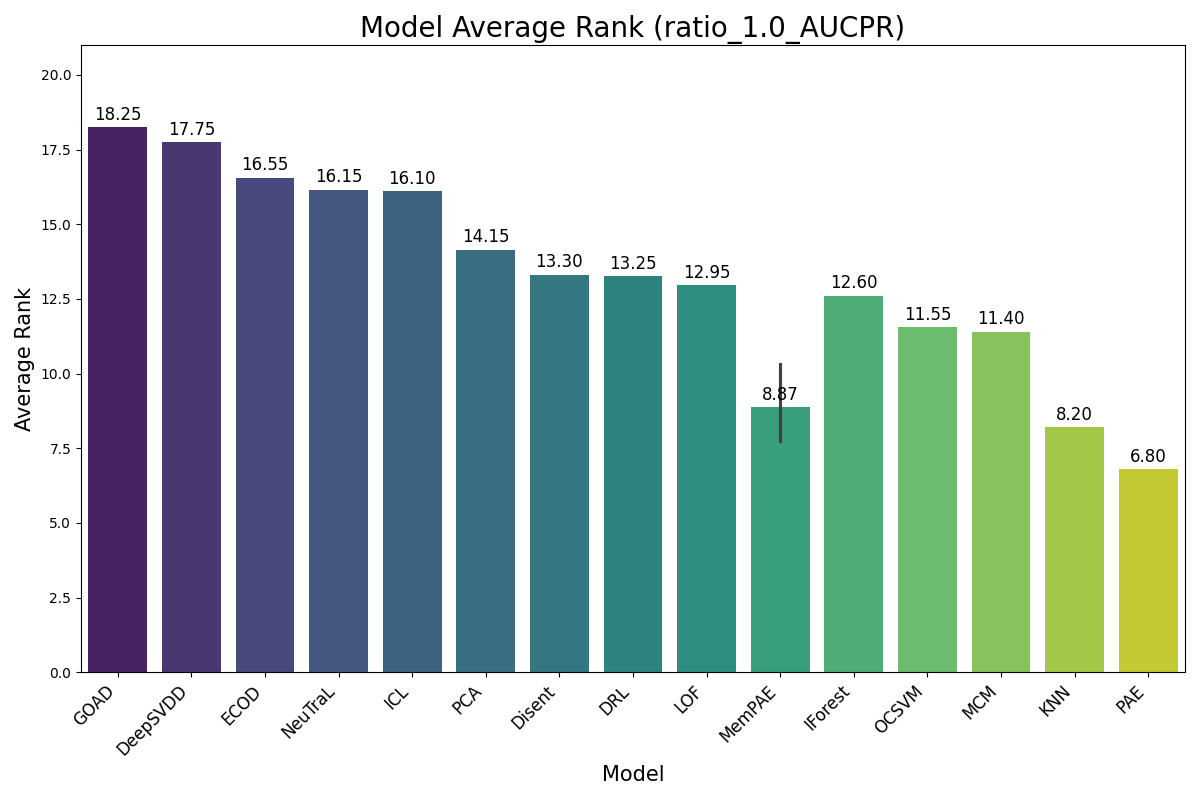 Model Average Rank (ratio_1.0_AUCPR)
Average Rank
20.0
17.5
15.0
12.5
10.0
7.5
5.0
2.5
0.0
18.25
17.75
16.55
16.15
16.10
14.15
13.30
13.25
12.95
8.87
12.60
11.55
11.40
8.20
6.80
GOAD
DeepSVDD
ECOD
NeuTraL
ICL
PCA
Disent
DRL
LOF
MemPAE
IForest
OCSVM
MCM
KNN
PAE
Model